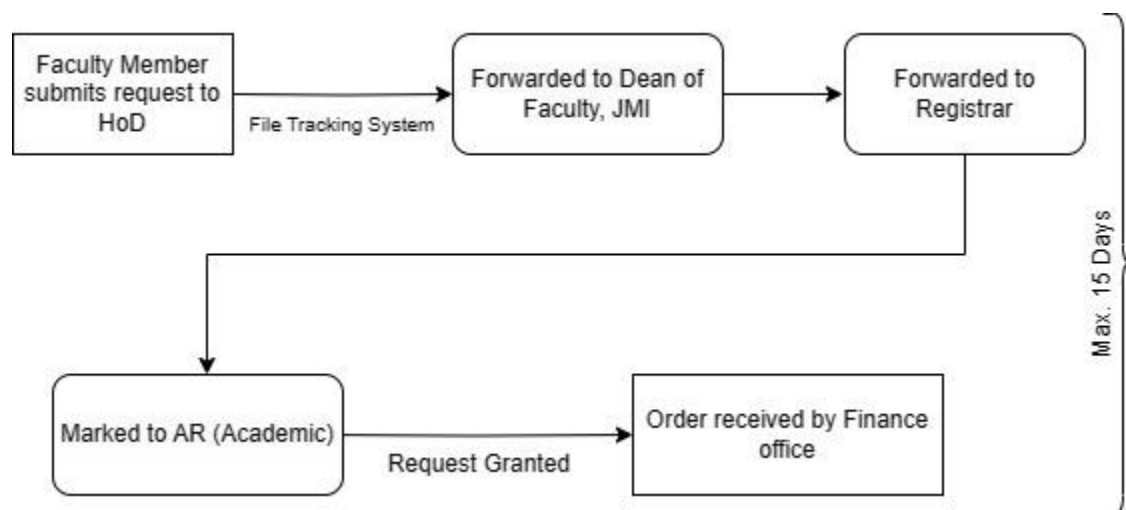 Faculty Member
submits request to
HoD
File Tracking System
Forwarded to Dean of
Faculty, JMI
Forwarded to
Registrar
Max. 15 Days
Marked to AR (Academic)
Request Granted
Order received by Finance
office